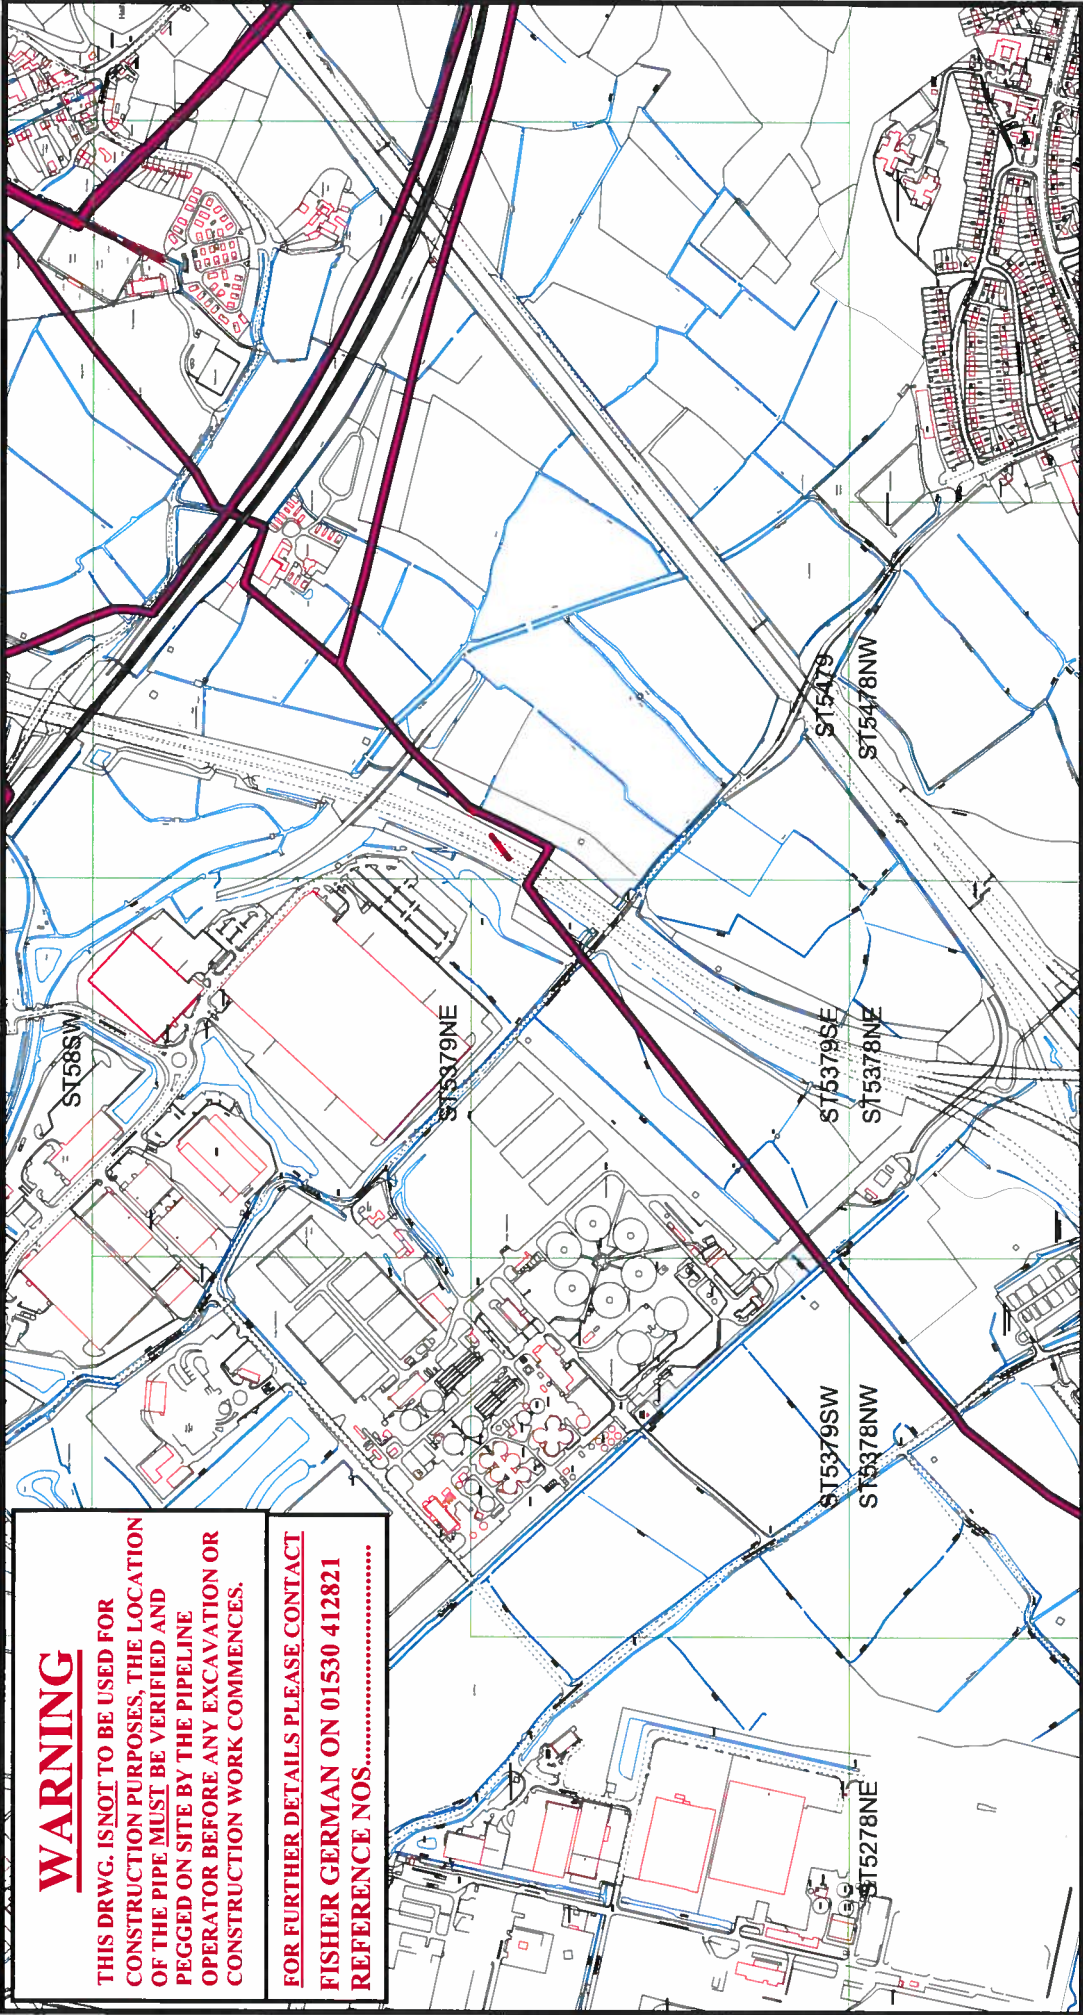 WARNING
THIS DRWG. IS NOT TO BE USED FOR
CONSTRUCTION PURPOSES, THE LOCATION
OF THE PIPE MUST BE VERIFIED AND
PEGGED ON SITE BY THE PIPELINE
OPERATOR BEFORE ANY EXCAVATION OR
CONSTRUCTION WORK COMMENCES.
FOR FURTHER DETAILS PLEASE CONTACT
FISHER GERMAN ON 01530 412821
REFERENCE NOS........................................
ST58SW
ST5379NE
ST5479
ST5478NW
ST5379SE
ST5378NE
ST5379SW
ST5378NW
ST5278NE